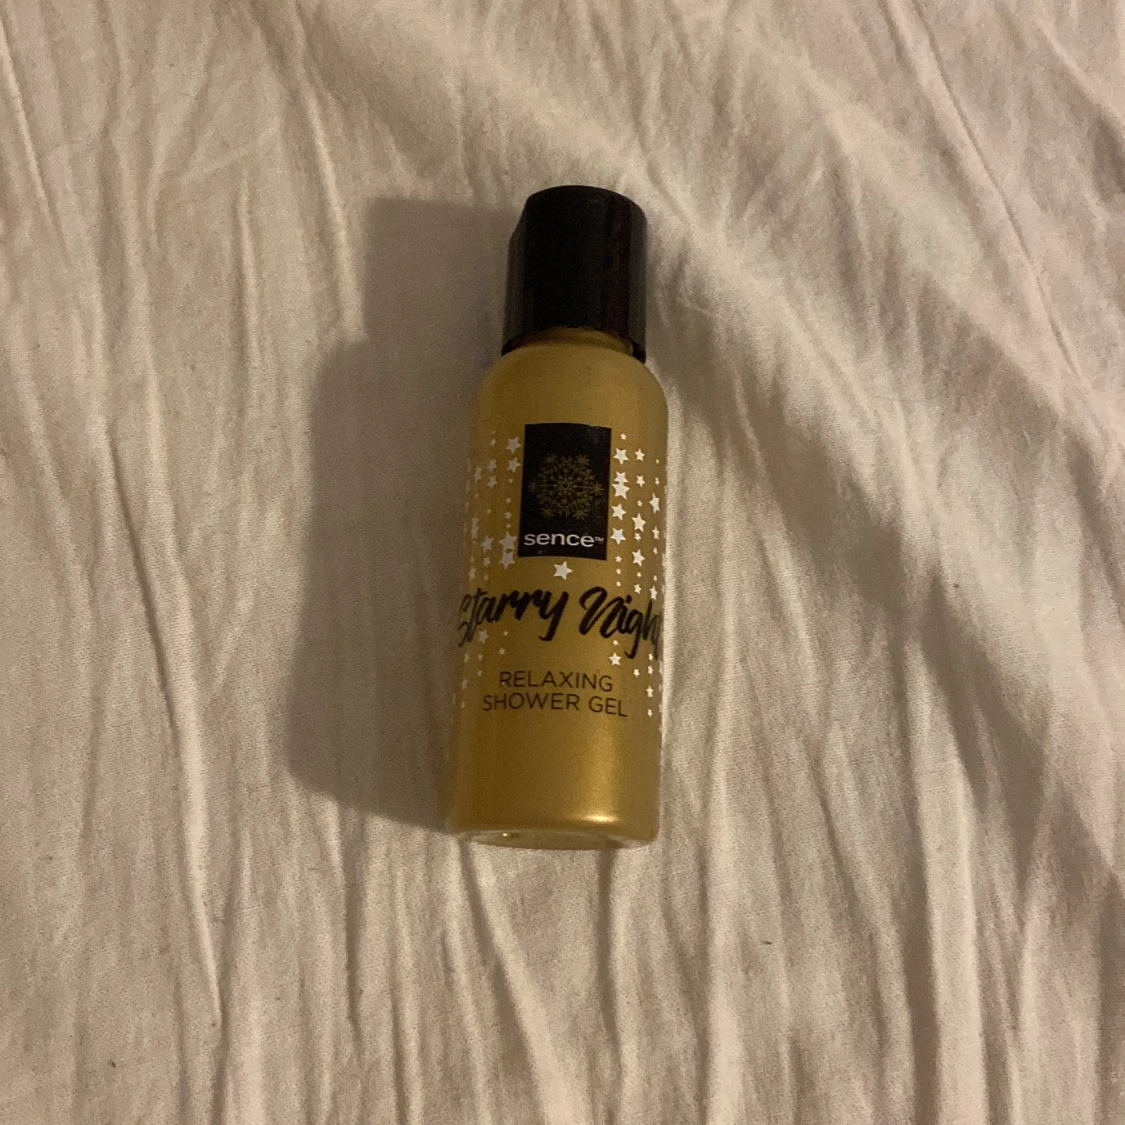 sence™
Starry Night
RELAXING
SHOWER GEL